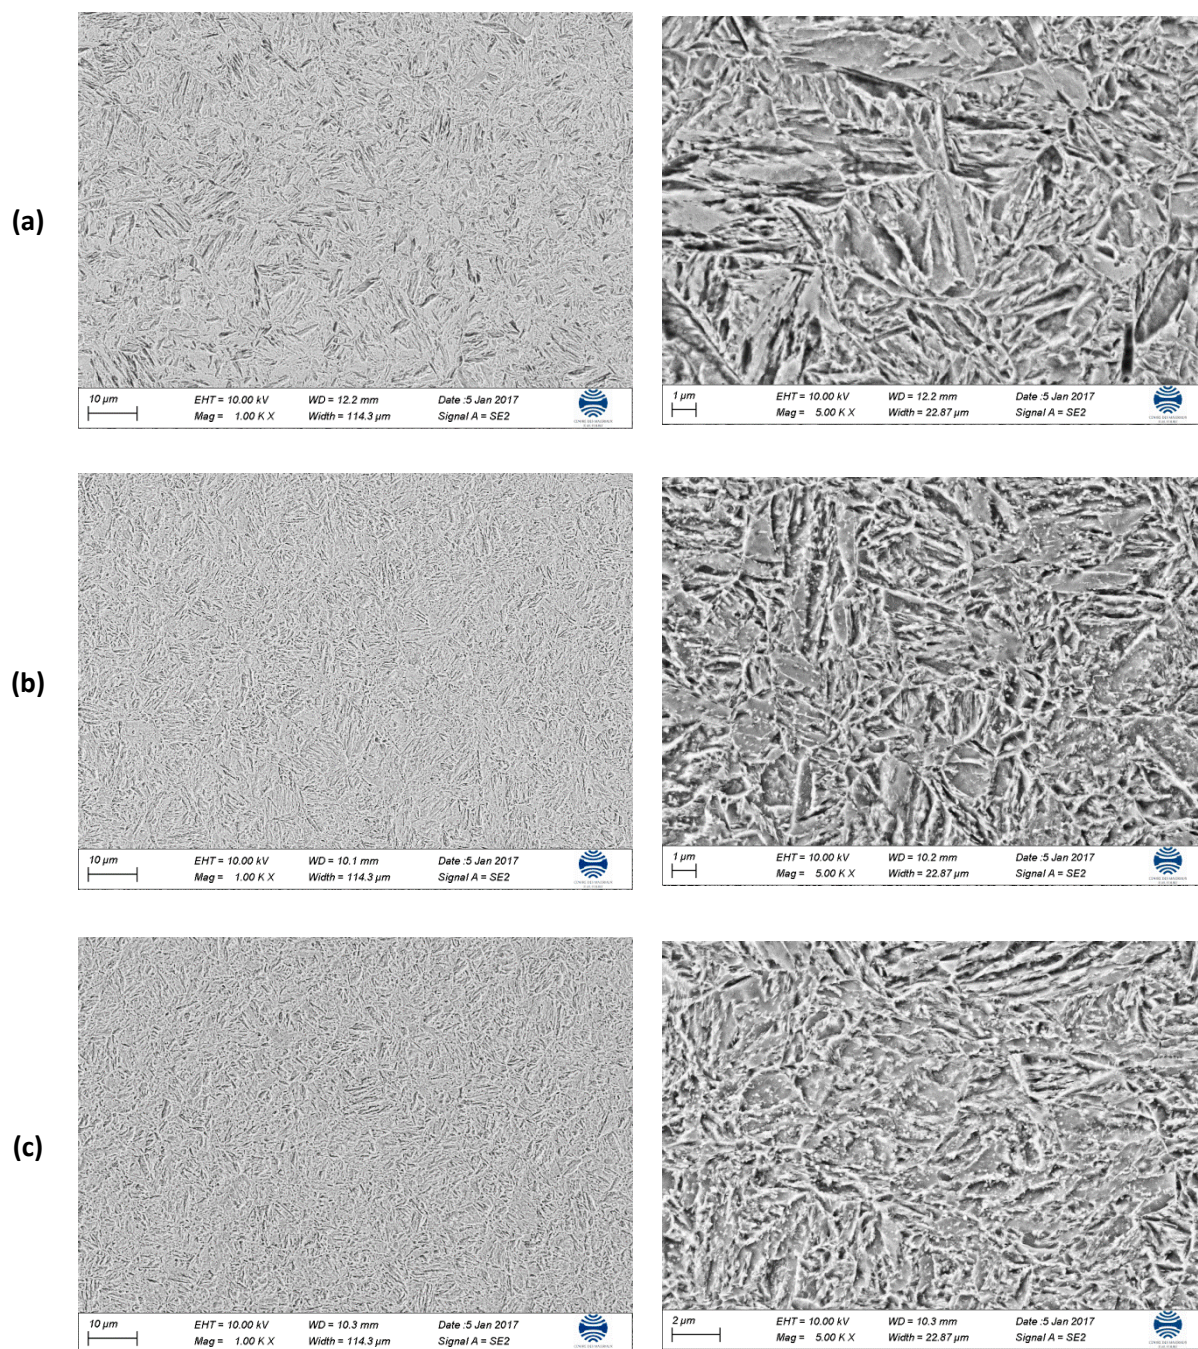 (a)
10 µm EHT = 10.00 kV WD = 12.2 mm Date :5 Jan 2017
Mag = 1.00 K X Width = 114.3 µm Signal A = SE2
1 µm EHT = 10.00 kV WD = 12.2 mm Date :5 Jan 2017
Mag = 5.00 K X Width = 22.87 µm Signal A = SE2
(b)
10 µm EHT = 10.00 kV WD = 10.1 mm Date :5 Jan 2017
Mag = 1.00 K X Width = 114.3 µm Signal A = SE2
1 µm EHT = 10.00 kV WD = 10.2 mm Date :5 Jan 2017
Mag = 5.00 K X Width = 22.87 µm Signal A = SE2
(c)
10 µm EHT = 10.00 kV WD = 10.3 mm Date :5 Jan 2017
Mag = 1.00 K X Width = 114.3 µm Signal A = SE2
2 µm EHT = 10.00 kV WD = 10.3 mm Date :5 Jan 2017
Mag = 5.00 K X Width = 22.87 µm Signal A = SE2